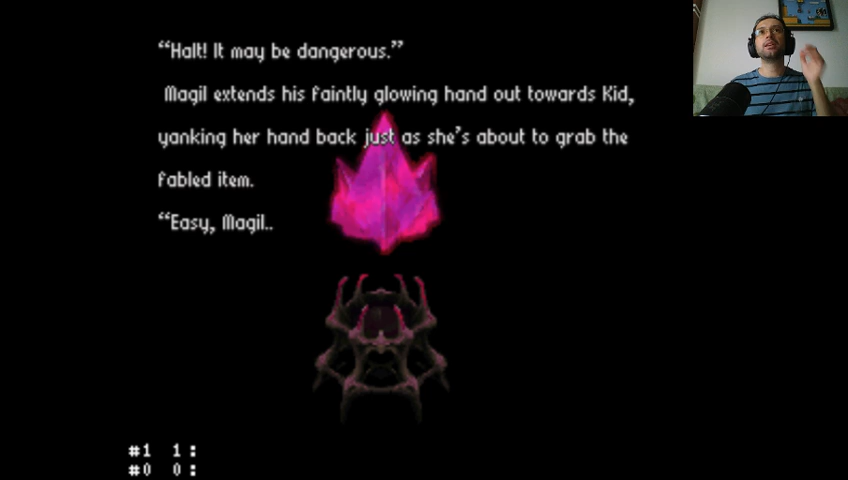 “Halt! It may be dangerous.”
Magil extends his faintly glowing hand out towards Kid,
yanking her hand back just as she’s about to grab the
fabled item.
“Easy, Magil..
#1 1:
#0 0: